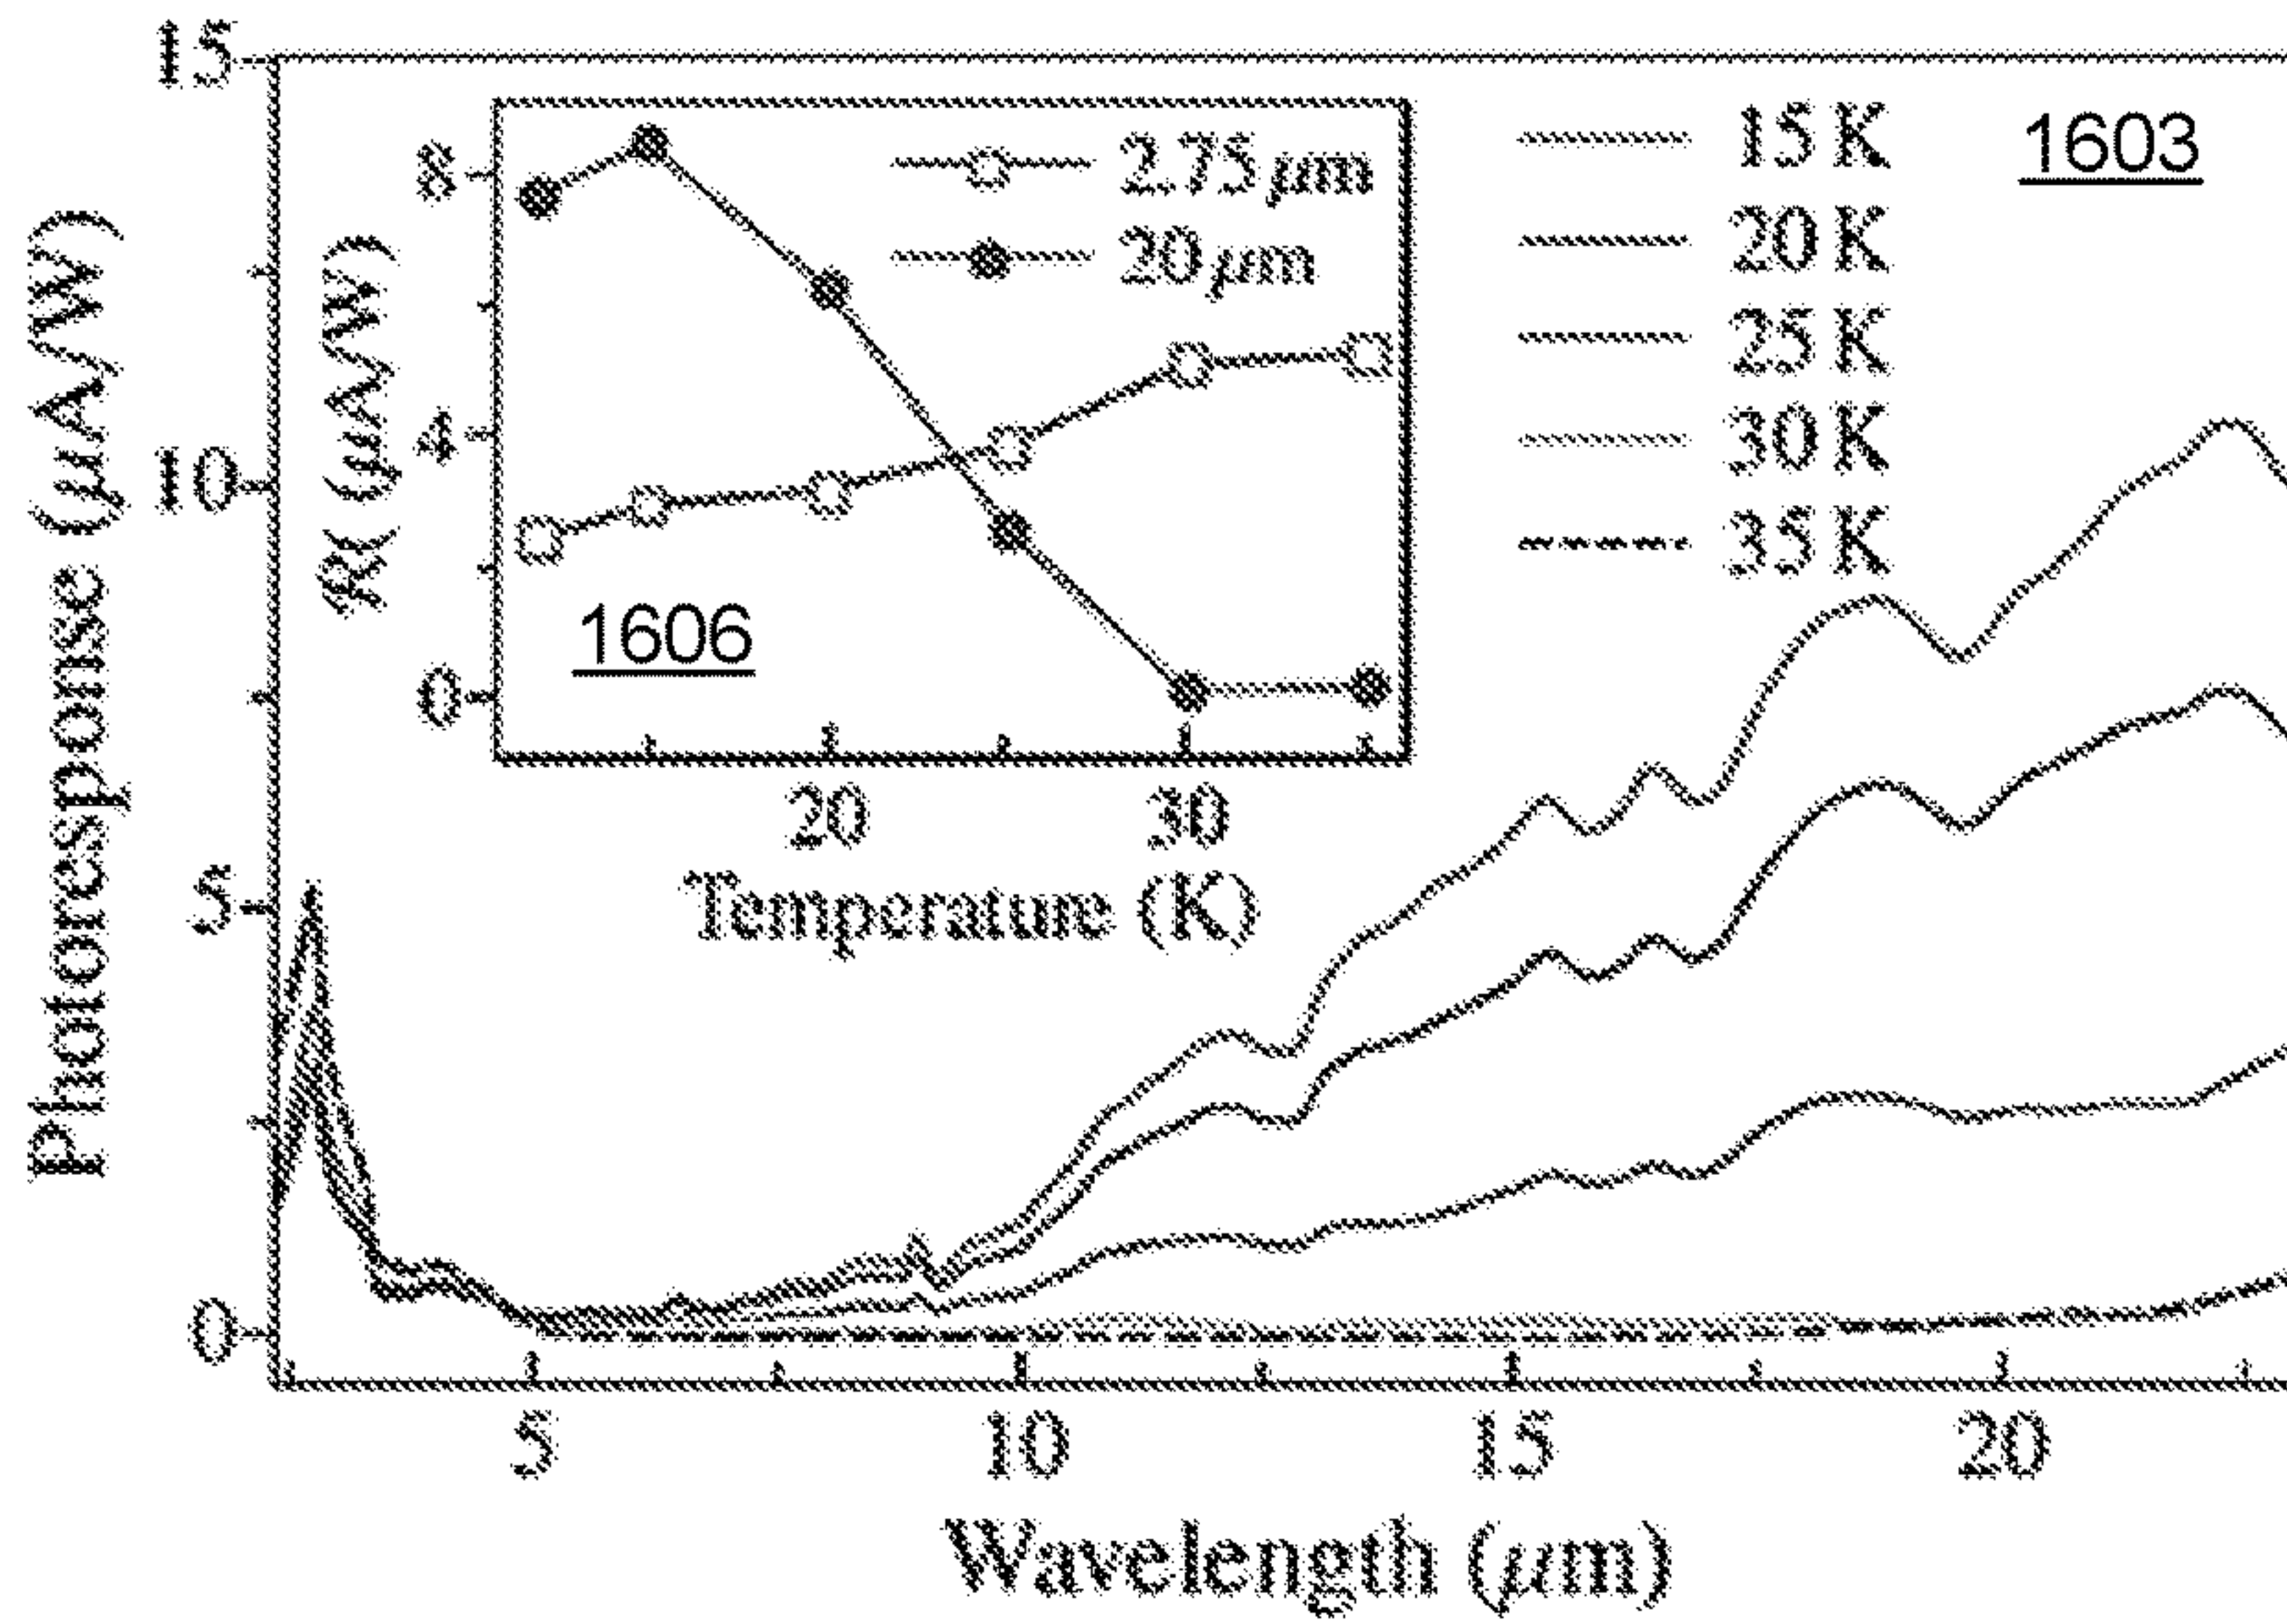 15
10
5
0
Photoresponse (μA/W)
8
4
0
ℜ( μA/W)
2.75 μm
20 μm
1606
20
30
Temperature (K)
15 K
20 K
25 K
30 K
35 K
1603
5
10
15
20
Wavelength (μm)